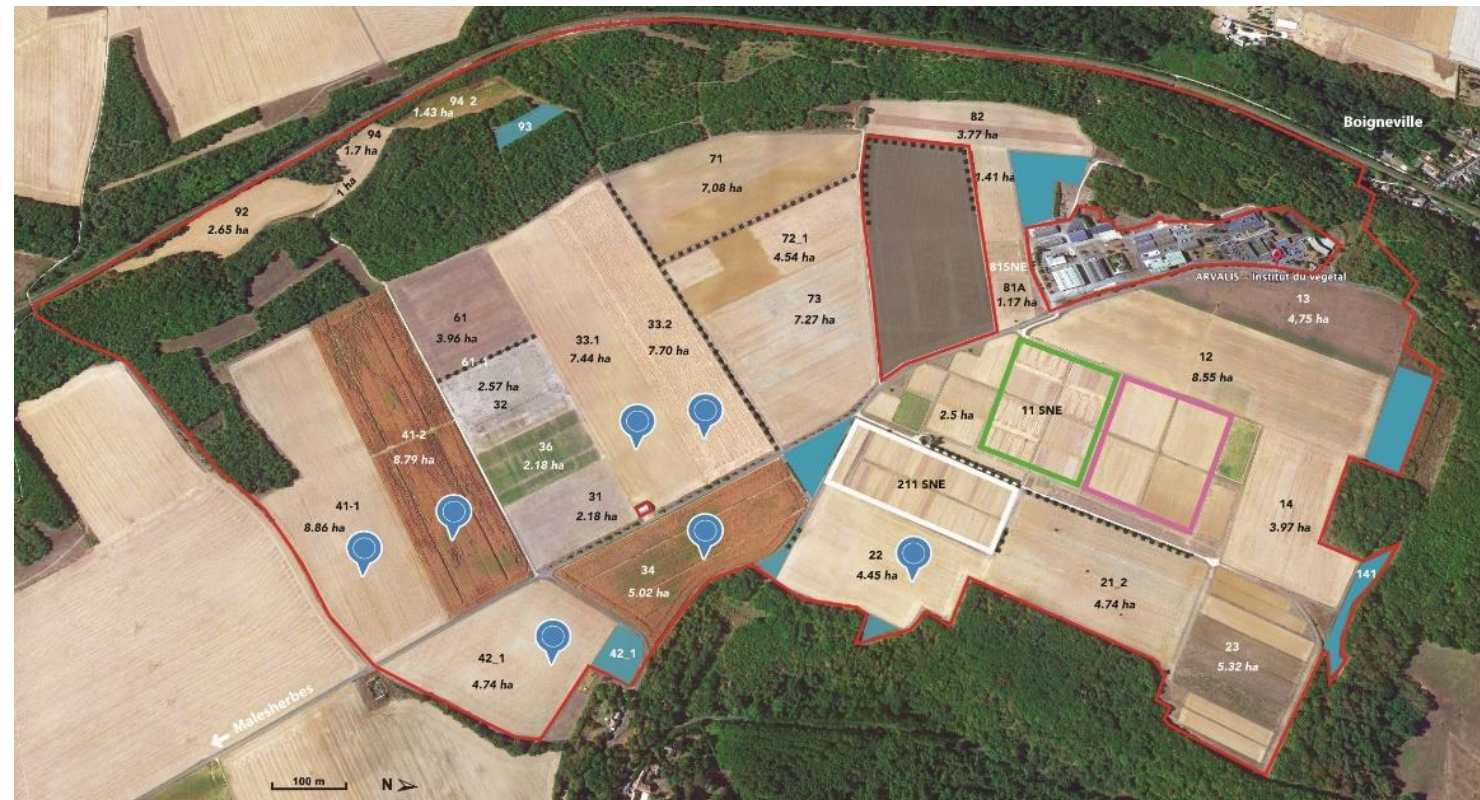 94_2
1.43 ha
93
94
1.7 ha
1 ha
92
2.65 ha
82
3.77 ha
Boigneville
71
7,08 ha
1.41 ha
72_1
4.54 ha
81SNE
81A
1.17 ha
ARVALIS - Institut du végétal
13
4,75 ha
73
7.27 ha
61
3.96 ha
61-1
33.1
7.44 ha
33.2
7.70 ha
12
8.55 ha
2.57 ha
32
2.5 ha
11 SNE
41-2
8.79 ha
36
2.18 ha
211 SNE
41-1
8.86 ha
31
2.18 ha
14
3.97 ha
34
5.02 ha
22
4.45 ha
21_2
4.74 ha
141
23
5.32 ha
42_1
4.74 ha
42_1
Malesherbes
100 m
N